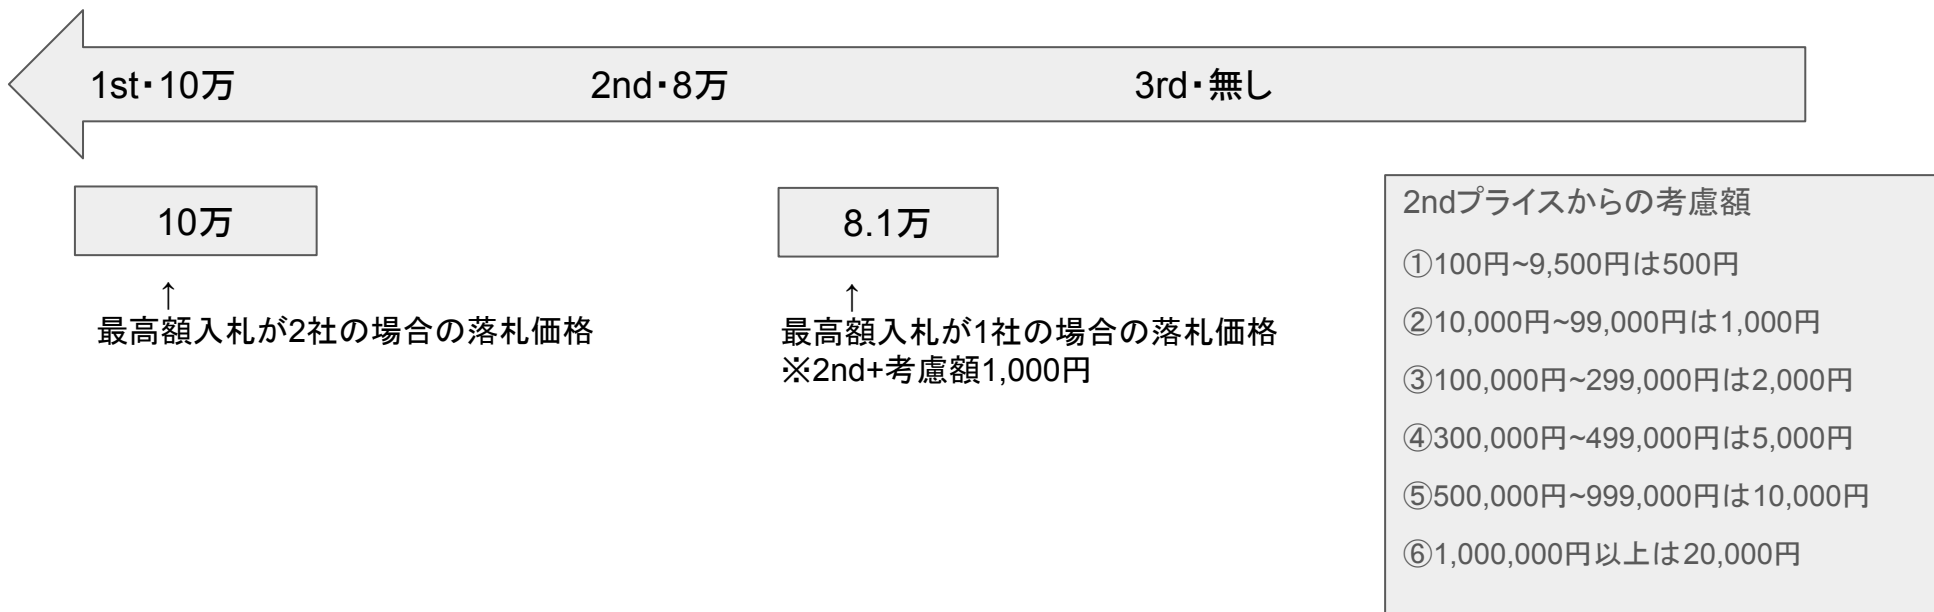 1st・10万
2nd・8万
3rd・無し
10万
↑
最高額入札が2社の場合の落札価格
8.1万
↑
最高額入札が1社の場合の落札価格
※2nd+考慮額1,000円
2ndプライスからの考慮額
①100円~9,500円は500円
②10,000円~99,000円は1,000円
③100,000円~299,000円は2,000円
④300,000円~499,000円は5,000円
⑤500,000円~999,000円は10,000円
⑥1,000,000円以上は20,000円